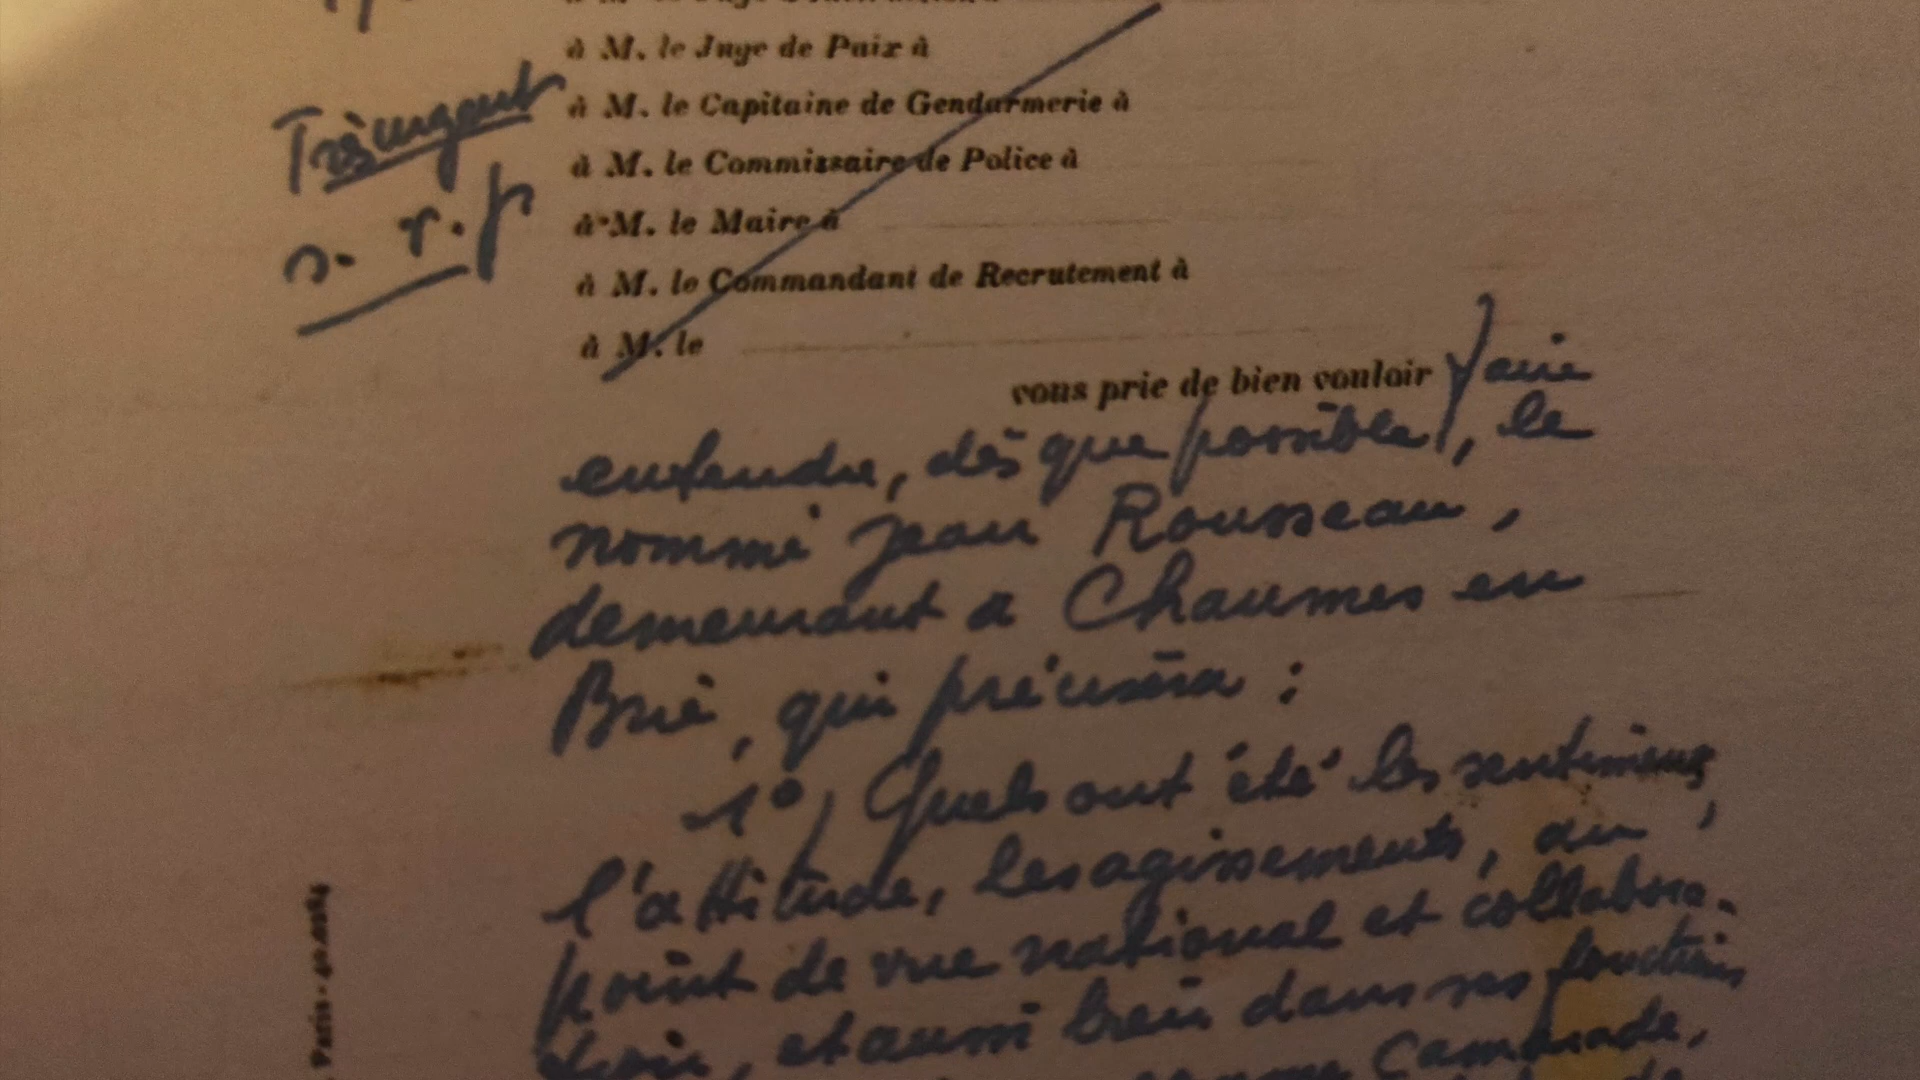 à M. le Juge de Paix à
à M. le Capitaine de Gendarmerie à
Très urgent
à M. le Commissaire de Police à
s. v. p
à M. le Maire à
à M. le Commandant de Recrutement à
à M. le
vous prie de bien vouloir faire
entendre, dès que possible, le
nommé Jean Rousseau,
demeurant à Chaumes en
Brie, qui précisera :
1°) Quels ont été les sentiments,
l'attitude, les agissements, au
point de vue national et collabora-
, et aussi bien dans ses fonctions
Camarade,
Paris